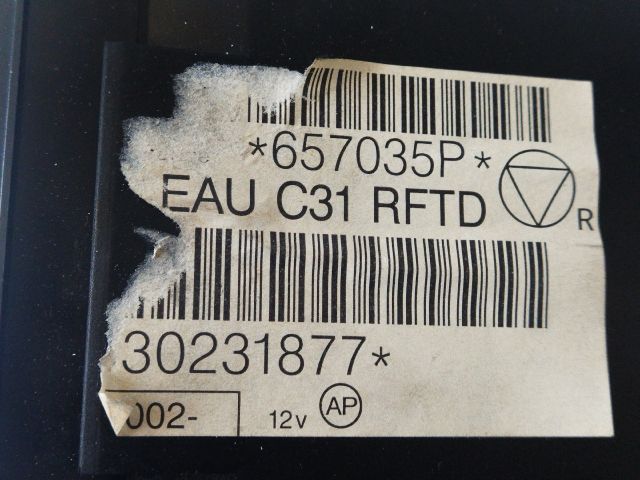 *657035P*
EAU C31 RFTD
R
30231877*
002-
12v AP